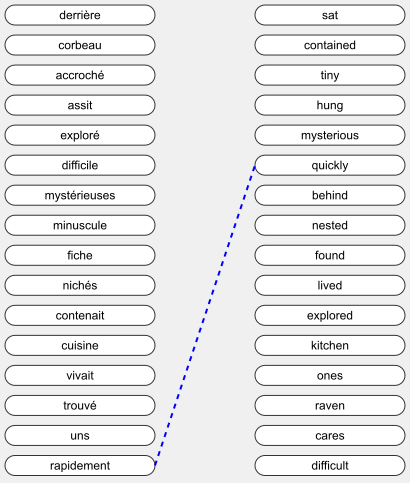 derrière sat
corbeau contained
accroché tiny
assit hung
exploré mysterious
difficile quickly
mystérieuses behind
minuscule nested
fiche found
nichés lived
contenait explored
cuisine kitchen
vivait ones
trouvé raven
uns cares
rapidement difficult